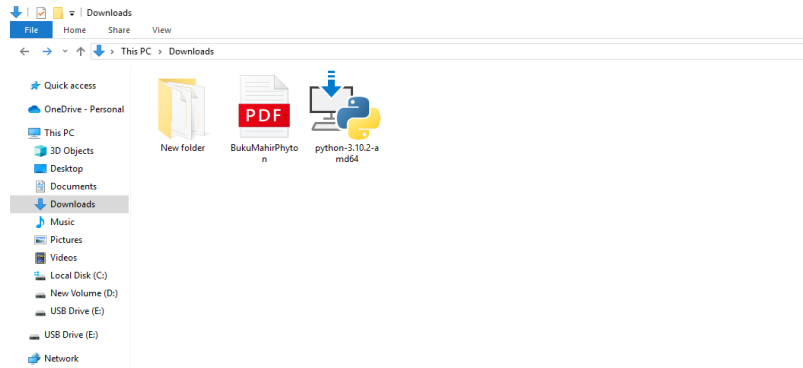 Downloads
File Home Share View
This PC > Downloads
Quick access
OneDrive - Personal
This PC
3D Objects
Desktop
Documents
Downloads
Music
Pictures
Videos
Local Disk (C:)
New Volume (D:)
USB Drive (E:)
USB Drive (E:)
Network
New folder
PDF
BukuMahirPhyto
n
python-3.10.2-a
md64